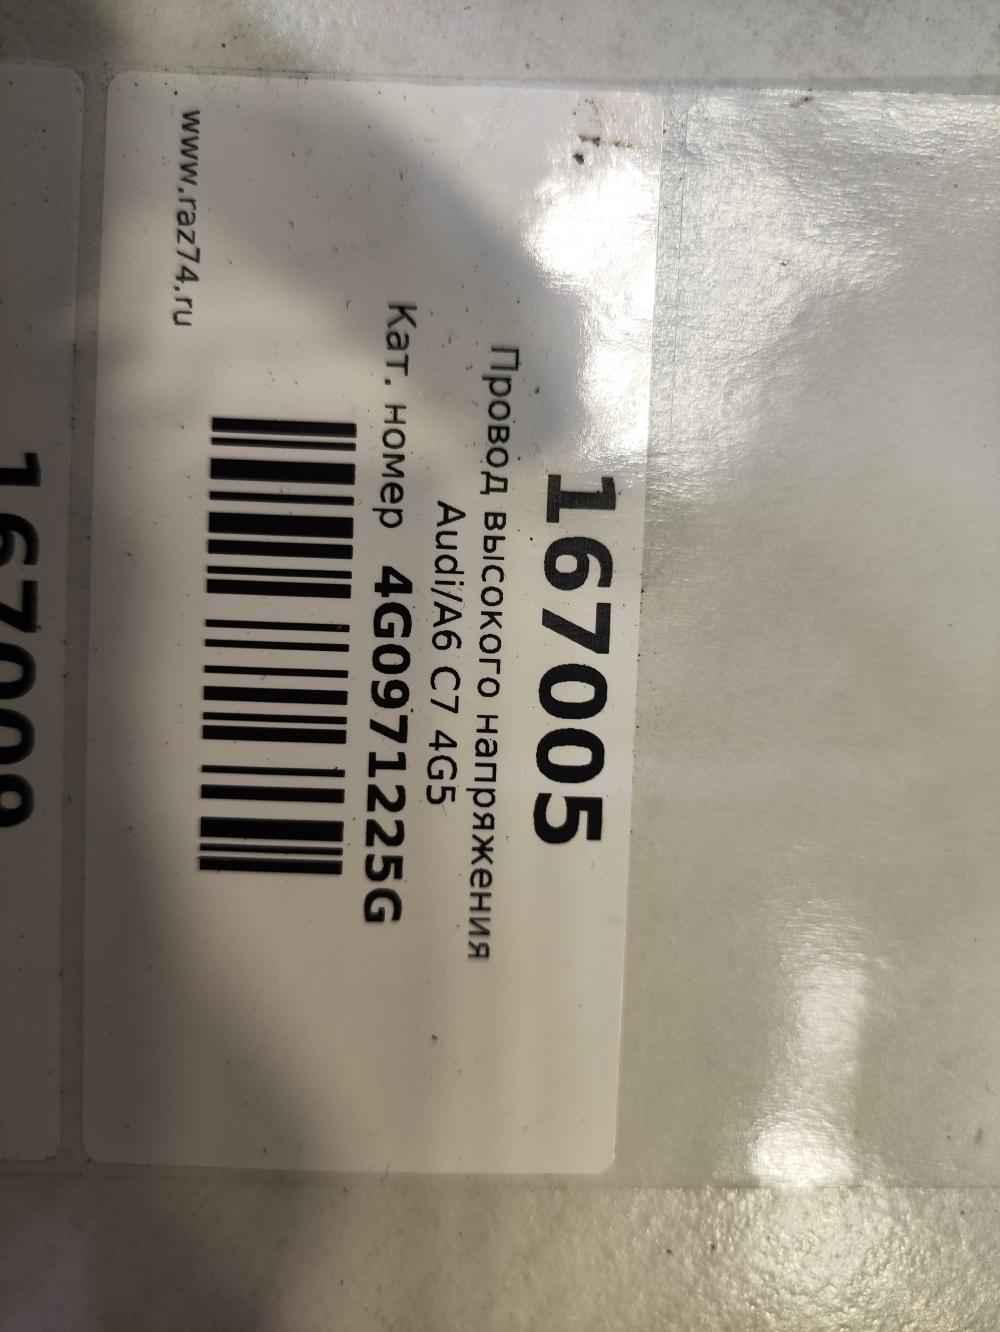 167005
Провод высокого напряжения
Audi/A6 C7 4G5
Кат. номер 4G0971225G
www.raz74.ru